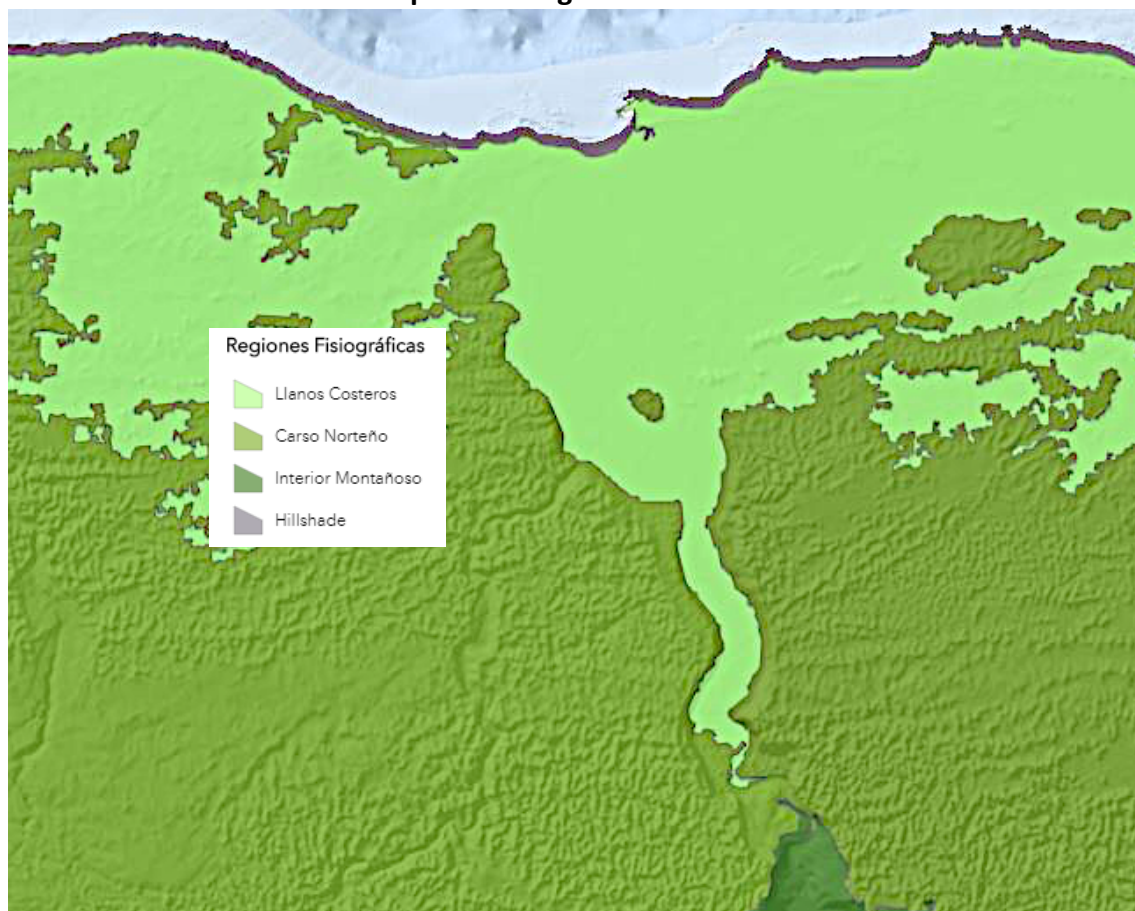 Regiones Fisiográficas
Llanos Costeros
Carso Norteño
Interior Montañoso
Hillshade